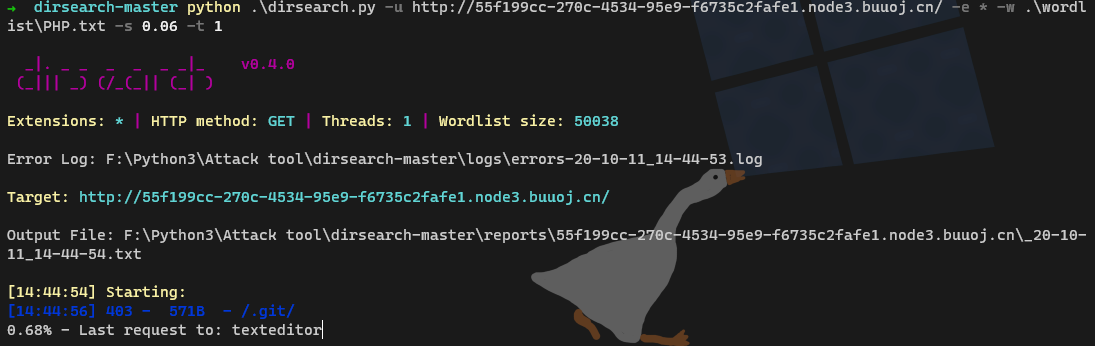 → dirsearch-master python .\dirsearch.py -u http://55f199cc-270c-4534-95e9-f6735c2fafe1.node3.buuoj.cn/ -e * -w .\wordl
ist\PHP.txt -s 0.06 -t 1
_|. _ _  _  _  _ _|_    v0.4.0
(_||| _) (/_(_|| (_| )
Extensions: * | HTTP method: GET | Threads: 1 | Wordlist size: 50038
Error Log: F:\Python3\Attack tool\dirsearch-master\logs\errors-20-10-11_14-44-53.log
Target: http://55f199cc-270c-4534-95e9-f6735c2fafe1.node3.buuoj.cn/
Output File: F:\Python3\Attack tool\dirsearch-master\reports\55f199cc-270c-4534-95e9-f6735c2fafe1.node3.buuoj.cn\_20-10-
11_14-44-54.txt
[14:44:54] Starting:
[14:44:56] 403 -  571B  - /.git/
0.68% - Last request to: texteditor